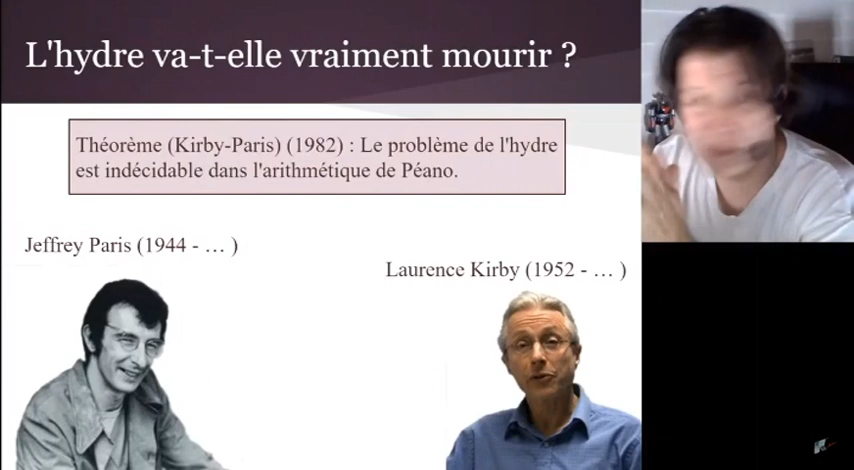 L'hydre va-t-elle vraiment mourir ?
Théorème (Kirby-Paris) (1982) : Le problème de l'hydre
est indécidable dans l'arithmétique de Péano.
Jeffrey Paris (1944 - … )
Laurence Kirby (1952 - … )